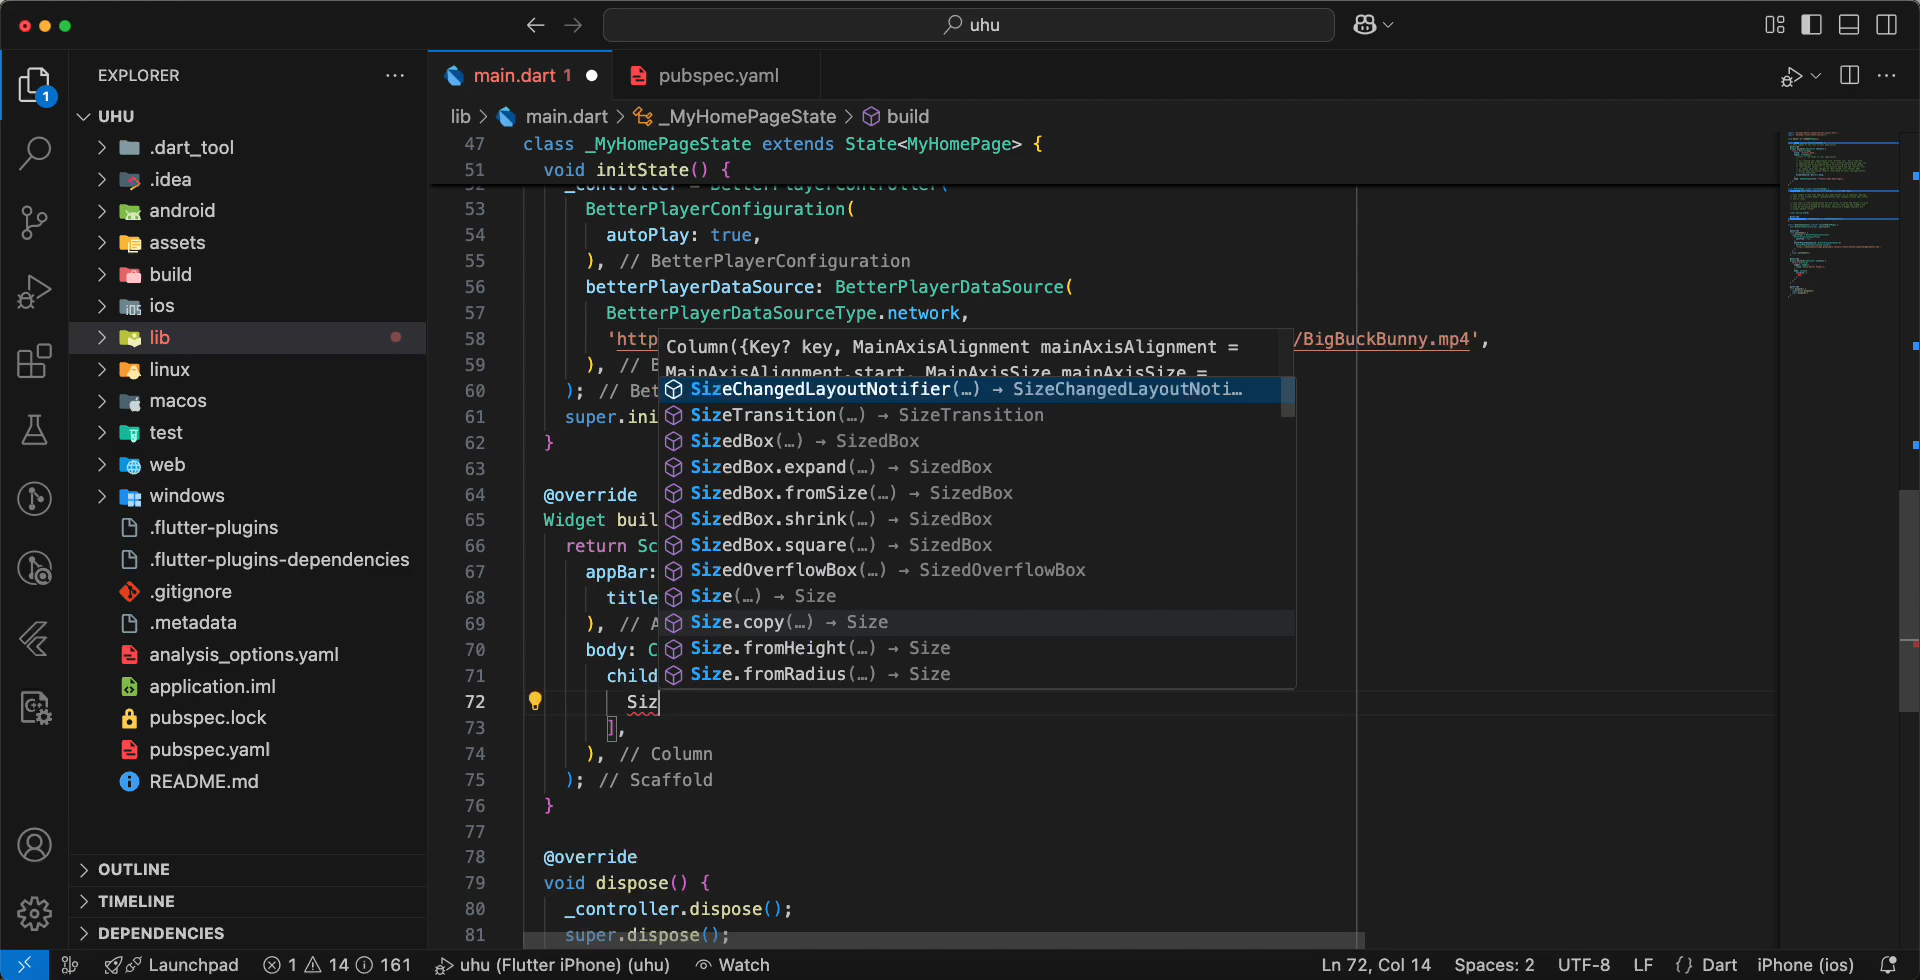 uhu
EXPLORER
main.dart 1
pubspec.yaml
1
UHU
.dart_tool
.idea
android
assets
build
ios
lib
linux
macos
test
web
windows
.flutter-plugins
.flutter-plugins-dependencies
.gitignore
.metadata
analysis_options.yaml
application.iml
pubspec.lock
pubspec.yaml
README.md
OUTLINE
TIMELINE
DEPENDENCIES
lib > main.dart > _MyHomePageState > build
47 class _MyHomePageState extends State<MyHomePage> {
51 void initState() {
52 _controller = BetterPlayerController(
53 BetterPlayerConfiguration(
54 autoPlay: true,
55 ), // BetterPlayerConfiguration
56 betterPlayerDataSource: BetterPlayerDataSource(
57 BetterPlayerDataSourceType.network,
58 'http /BigBuckBunny.mp4',
59 ), // B
60 ); // Bet
61 super.ini
62 }
63
64 @override
65 Widget buil
66 return Sc
67 appBar:
68 title
69 ), // A
70 body: C
71 child
72 Siz
73 ],
74 ), // Column
75 ); // Scaffold
76 }
77
78 @override
79 void dispose() {
80 _controller.dispose();
81 super.dispose();
Column({Key? key, MainAxisAlignment mainAxisAlignment =
MainAxisAlignment.start, MainAxisSize mainAxisSize =
SizeChangedLayoutNotifier(…) → SizeChangedLayoutNoti…
SizeTransition(…) → SizeTransition
SizedBox(…) → SizedBox
SizedBox.expand(…) → SizedBox
SizedBox.fromSize(…) → SizedBox
SizedBox.shrink(…) → SizedBox
SizedBox.square(…) → SizedBox
SizedOverflowBox(…) → SizedOverflowBox
Size(…) → Size
Size.copy(…) → Size
Size.fromHeight(…) → Size
Size.fromRadius(…) → Size
Launchpad 1 14 161 uhu (Flutter iPhone) (uhu) Watch Ln 72, Col 14 Spaces: 2 UTF-8 LF {} Dart iPhone (ios)